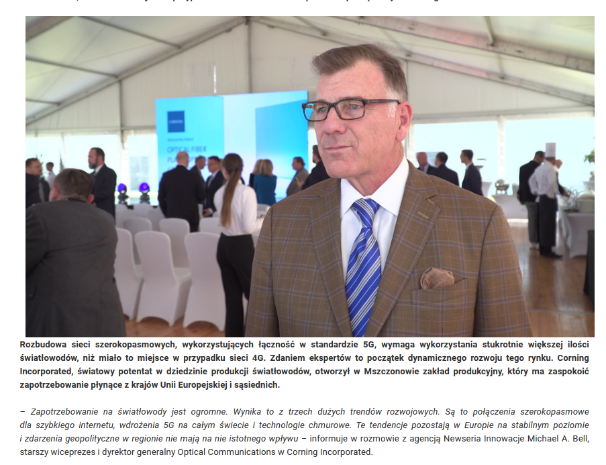 CORNING
OPTICAL FIBER
Rozbudowa sieci szerokopasmowych, wykorzystujących łączność w standardzie 5G, wymaga wykorzystania stukrotnie większej ilości
światłowodów, niż miało to miejsce w przypadku sieci 4G. Zdaniem ekspertów to początek dynamicznego rozwoju tego rynku. Corning
Incorporated, światowy potentat w dziedzinie produkcji światłowodów, otworzył w Mszczonowie zakład produkcyjny, który ma zaspokoić
zapotrzebowanie płynące z krajów Unii Europejskiej i sąsiednich.
– Zapotrzebowanie na światłowody jest ogromne. Wynika to z trzech dużych trendów rozwojowych. Są to połączenia szerokopasmowe
dla szybkiego internetu, wdrożenia 5G na całym świecie i technologie chmurowe. Te tendencje pozostają w Europie na stabilnym poziomie
i zdarzenia geopolityczne w regionie nie mają na nie istotnego wpływu – informuje w rozmowie z agencją Newseria Innowacje Michael A. Bell,
starszy wiceprezes i dyrektor generalny Optical Communications w Corning Incorporated.